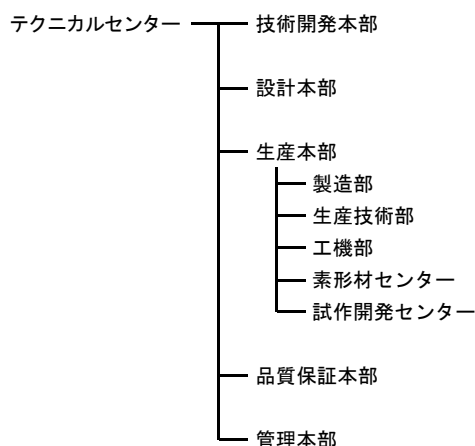 テクニカルセンター 技術開発本部
設計本部
生産本部
製造部
生産技術部
工機部
素形材センター
試作開発センター
品質保証本部
管理本部